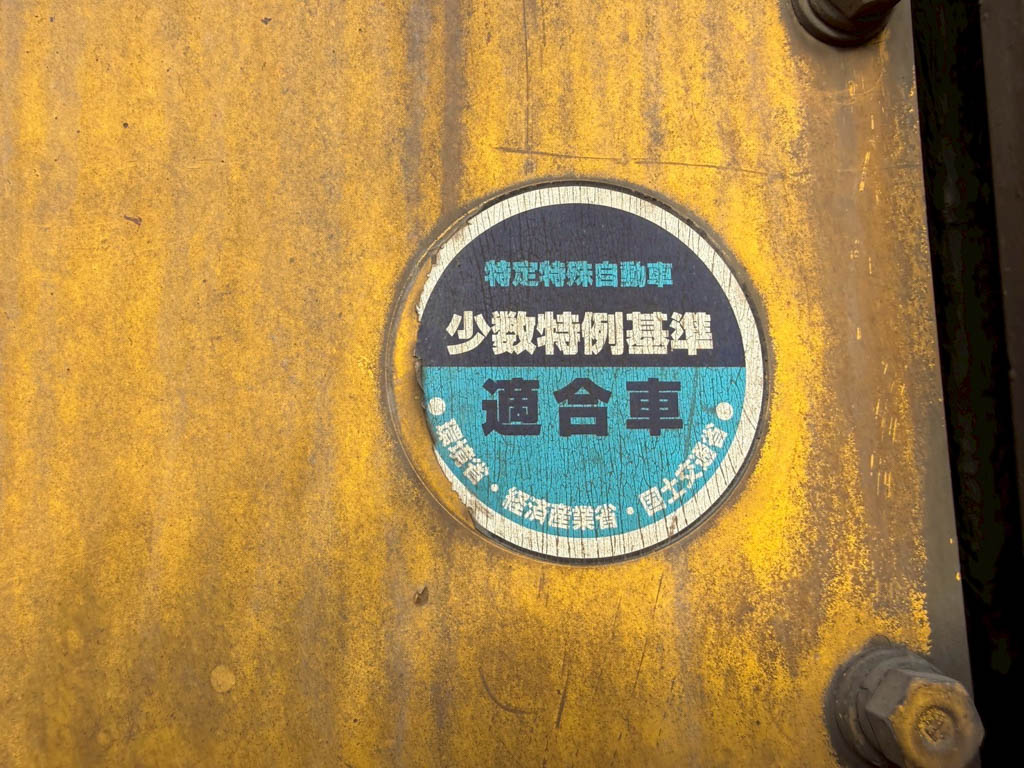 特定特殊自動車
少数特例基準
適合車
環境省・経済産業省・国土交通省